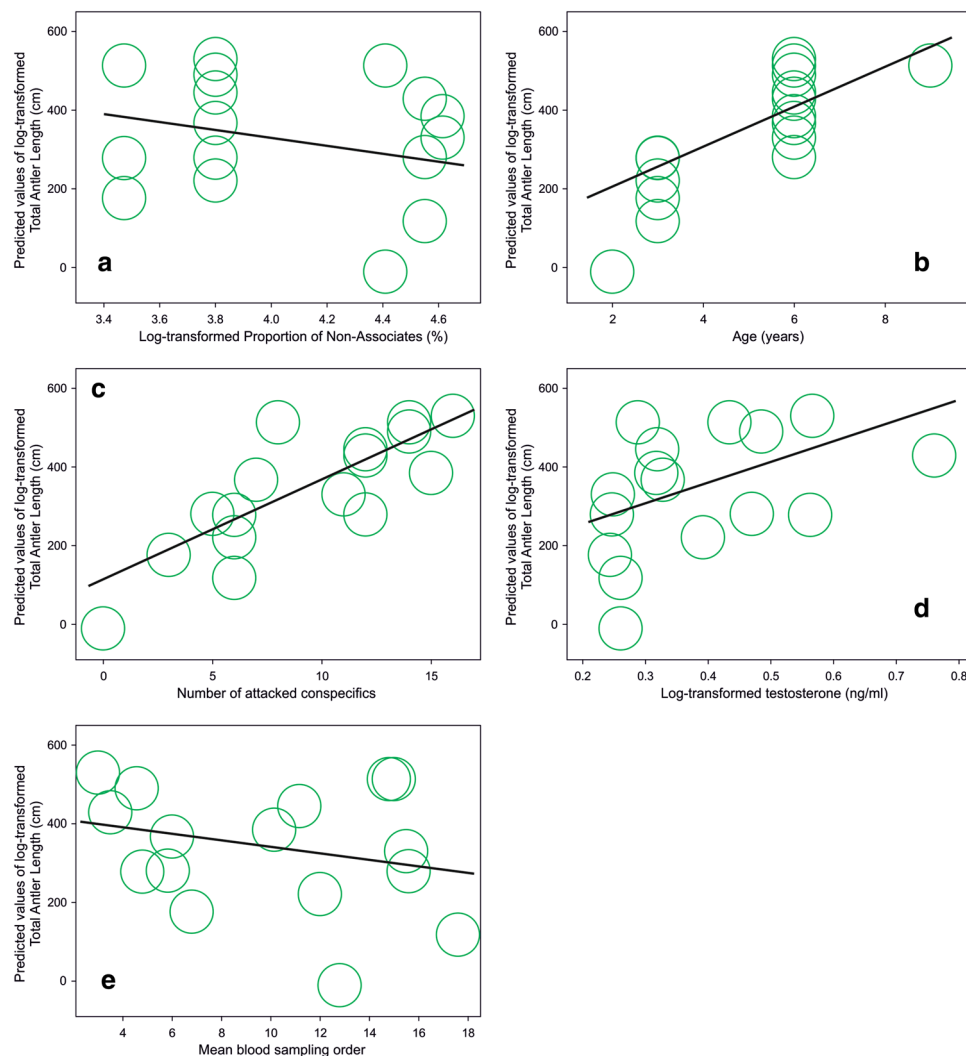 Predicted values of log-transformed
Total Antler Length (cm)
600
400
200
0
a
3.4 3.6 3.8 4.0 4.2 4.4 4.6
Log-transformed Proportion of Non-Associates (%)
Predicted values of log-transformed
Total Antler Length (cm)
600
400
200
0
b
2 4 6 8
Age (years)
Predicted values of log-transformed
Total Antler Length (cm)
c
600
400
200
0
0 5 10 15
Number of attacked conspecifics
Predicted values of log-transformed
Total Antler Length (cm)
600
400
200
0
d
0.2 0.3 0.4 0.5 0.6 0.7 0.8
Log-transformed testosterone (ng/ml)
Predicted values of log-transformed
Total Antler Length (cm)
600
400
200
0
e
4 6 8 10 12 14 16 18
Mean blood sampling order